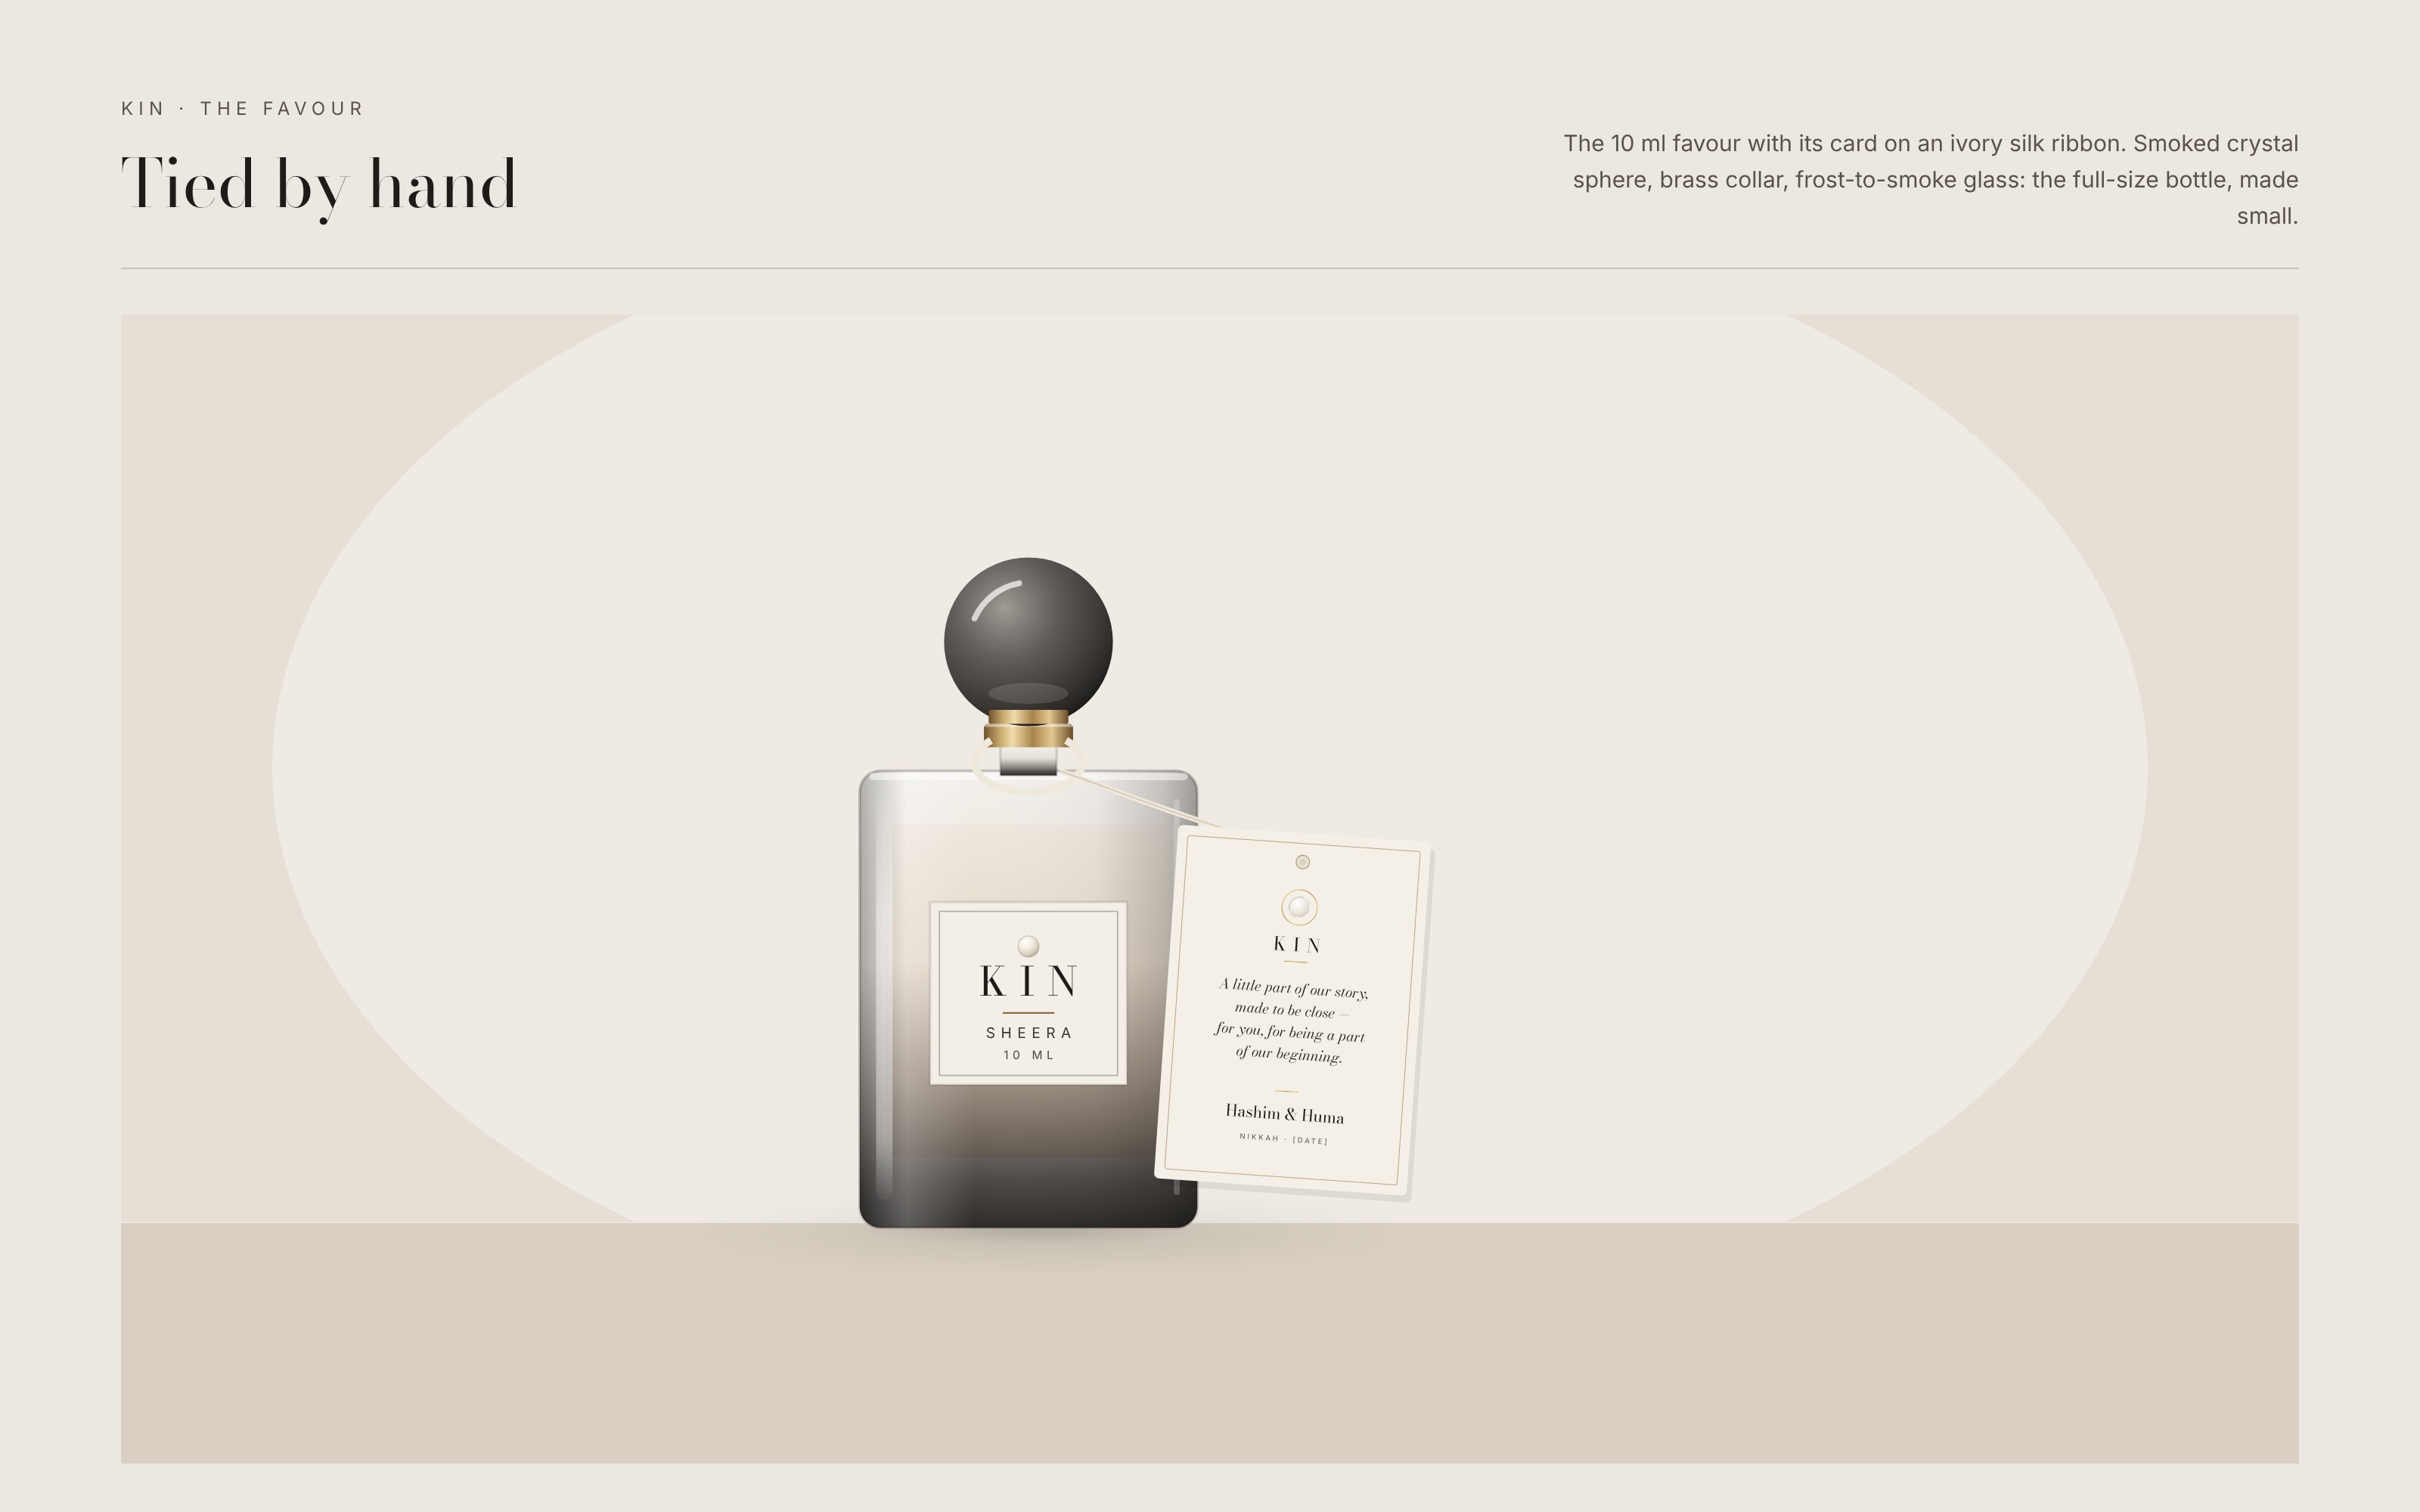 KIN · THE FAVOUR
Tied by hand
The 10 ml favour with its card on an ivory silk ribbon. Smoked crystal
sphere, brass collar, frost-to-smoke glass: the full-size bottle, made
small.
KIN
SHEERA
10 ML
KIN
A little part of our story,
made to be close —
for you, for being a part
of our beginning.
Hashim & Huma
NIKKAH · [DATE]